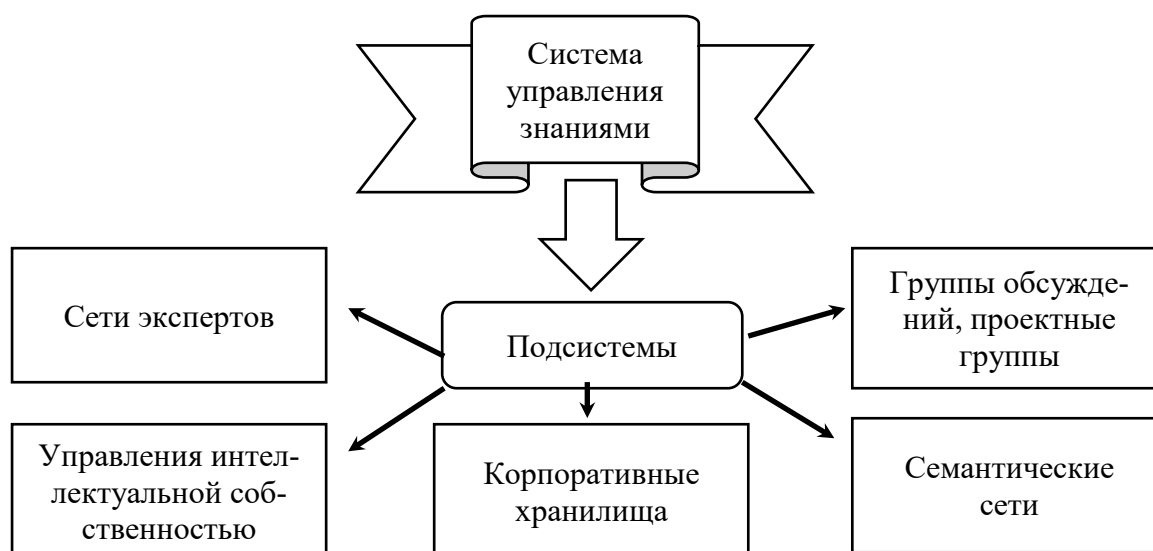 Система
управления
знаниями
Сети экспертов
Подсистемы
Группы обсужде-
ний, проектные
группы
Управления интел-
лектуальной соб-
ственностью
Корпоративные
хранилища
Семантические
сети